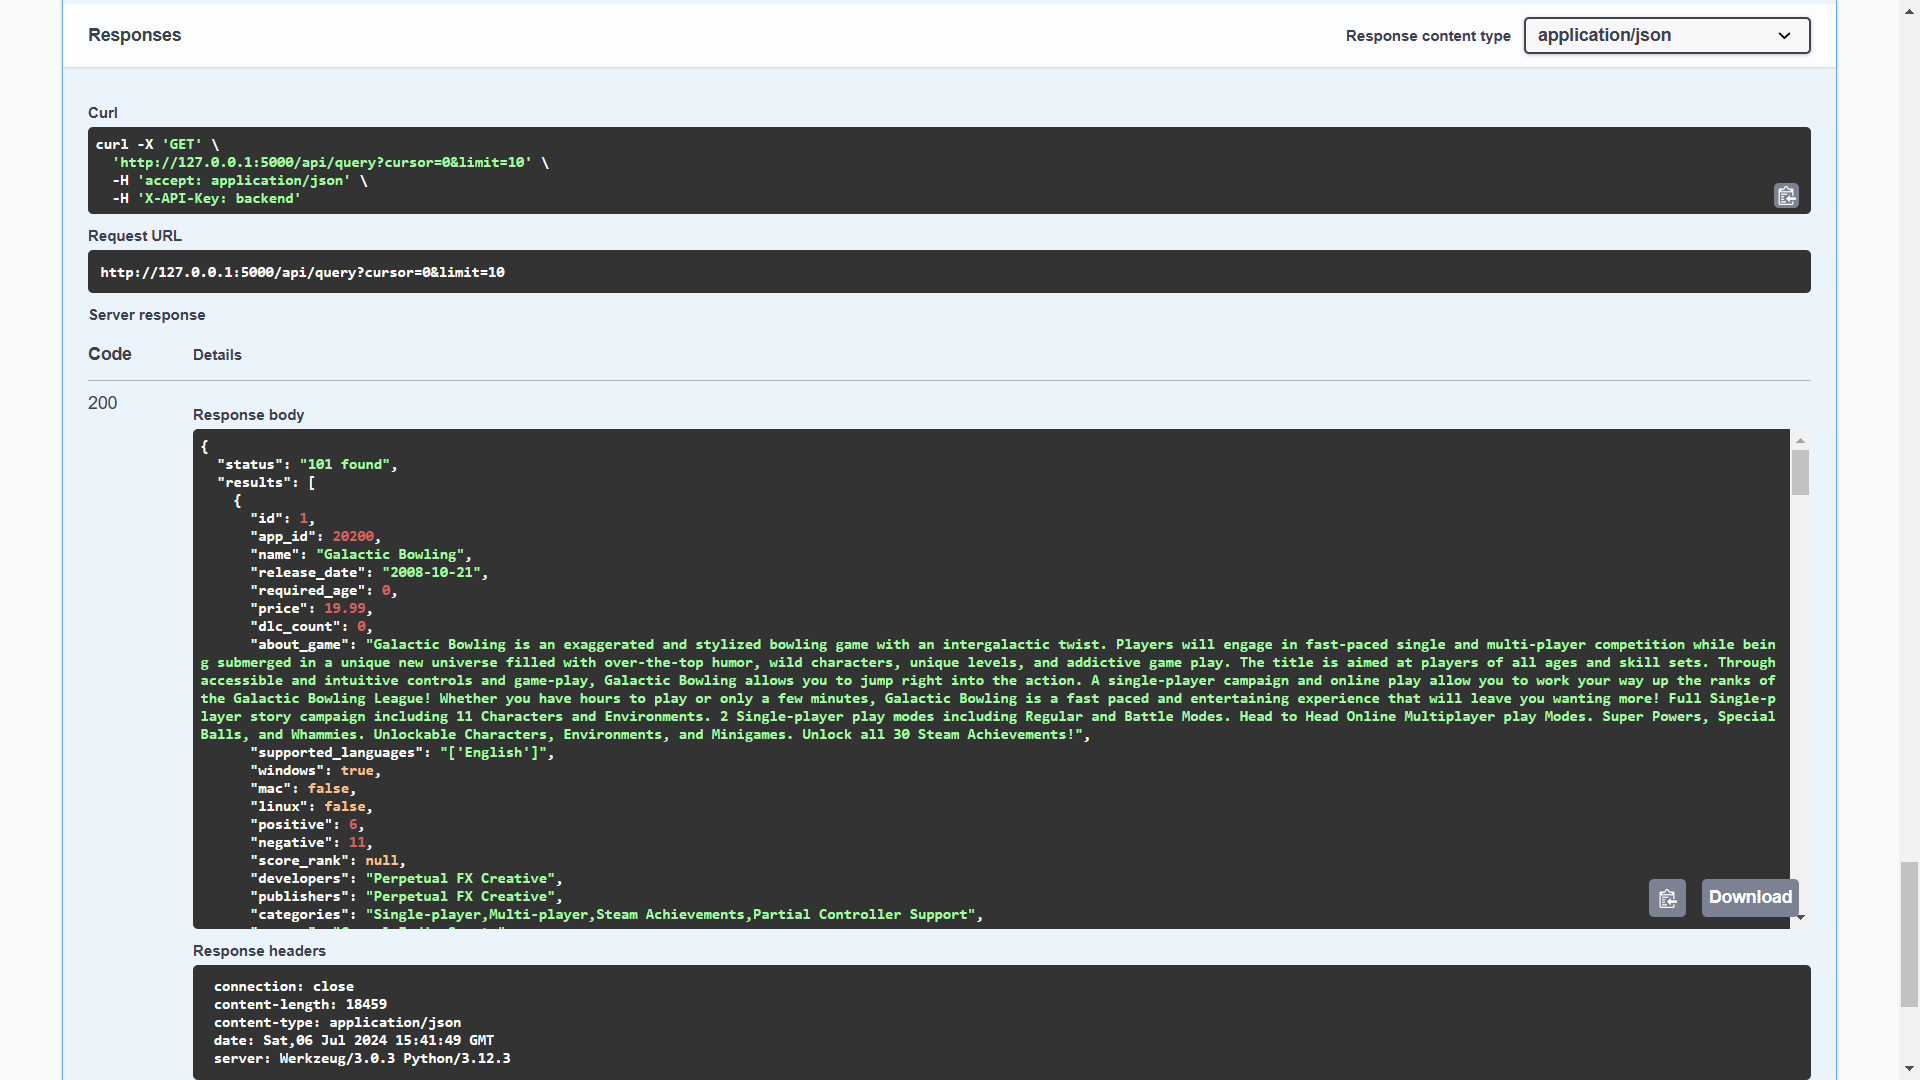 Responses
Response content type
application/json
Curl
curl -X 'GET' \
'http://127.0.0.1:5000/api/query?cursor=0&limit=10' \
-H 'accept: application/json' \
-H 'X-API-Key: backend'
Request URL
http://127.0.0.1:5000/api/query?cursor=0&limit=10
Server response
Code
Details
200
Response body
{
"status": "101 found",
"results": [
{
"id": 1,
"app_id": 20200,
"name": "Galactic Bowling",
"release_date": "2008-10-21",
"required_age": 0,
"price": 19.99,
"dlc_count": 0,
"about_game": "Galactic Bowling is an exaggerated and stylized bowling game with an intergalactic twist. Players will engage in fast-paced single and multi-player competition while bein
g submerged in a unique new universe filled with over-the-top humor, wild characters, unique levels, and addictive game play. The title is aimed at players of all ages and skill sets. Through
accessible and intuitive controls and game-play, Galactic Bowling allows you to jump right into the action. A single-player campaign and online play allow you to work your way up the ranks of
the Galactic Bowling League! Whether you have hours to play or only a few minutes, Galactic Bowling is a fast paced and entertaining experience that will leave you wanting more! Full Single-p
layer story campaign including 11 Characters and Environments. 2 Single-player play modes including Regular and Battle Modes. Head to Head Online Multiplayer play Modes. Super Powers, Special
Balls, and Whammies. Unlockable Characters, Environments, and Minigames. Unlock all 30 Steam Achievements!",
"supported_languages": "['English']",
"windows": true,
"mac": false,
"linux": false,
"positive": 6,
"negative": 11,
"score_rank": null,
"developers": "Perpetual FX Creative",
"publishers": "Perpetual FX Creative",
"categories": "Single-player,Multi-player,Steam Achievements,Partial Controller Support",
Download
Response headers
connection: close
content-length: 18459
content-type: application/json
date: Sat,06 Jul 2024 15:41:49 GMT
server: Werkzeug/3.0.3 Python/3.12.3